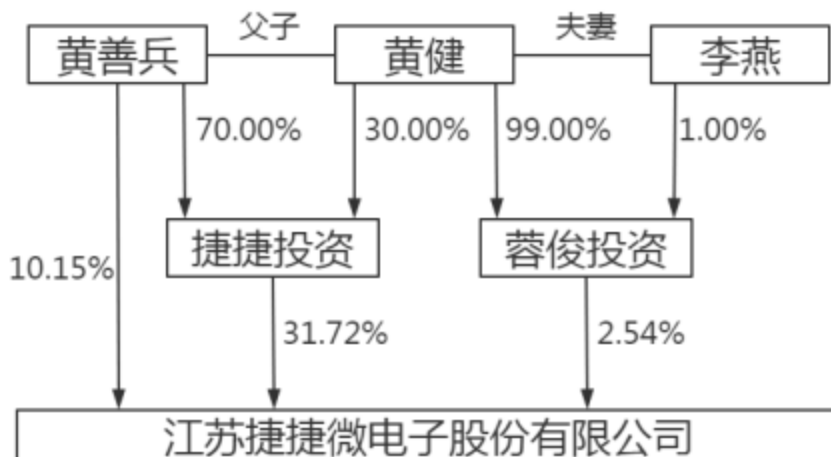 父子
夫妻
黄善兵
黄健
李燕
70.00%
30.00%
99.00%
1.00%
捷捷投资
蓉俊投资
10.15%
31.72%
2.54%
江苏捷捷微电子股份有限公司